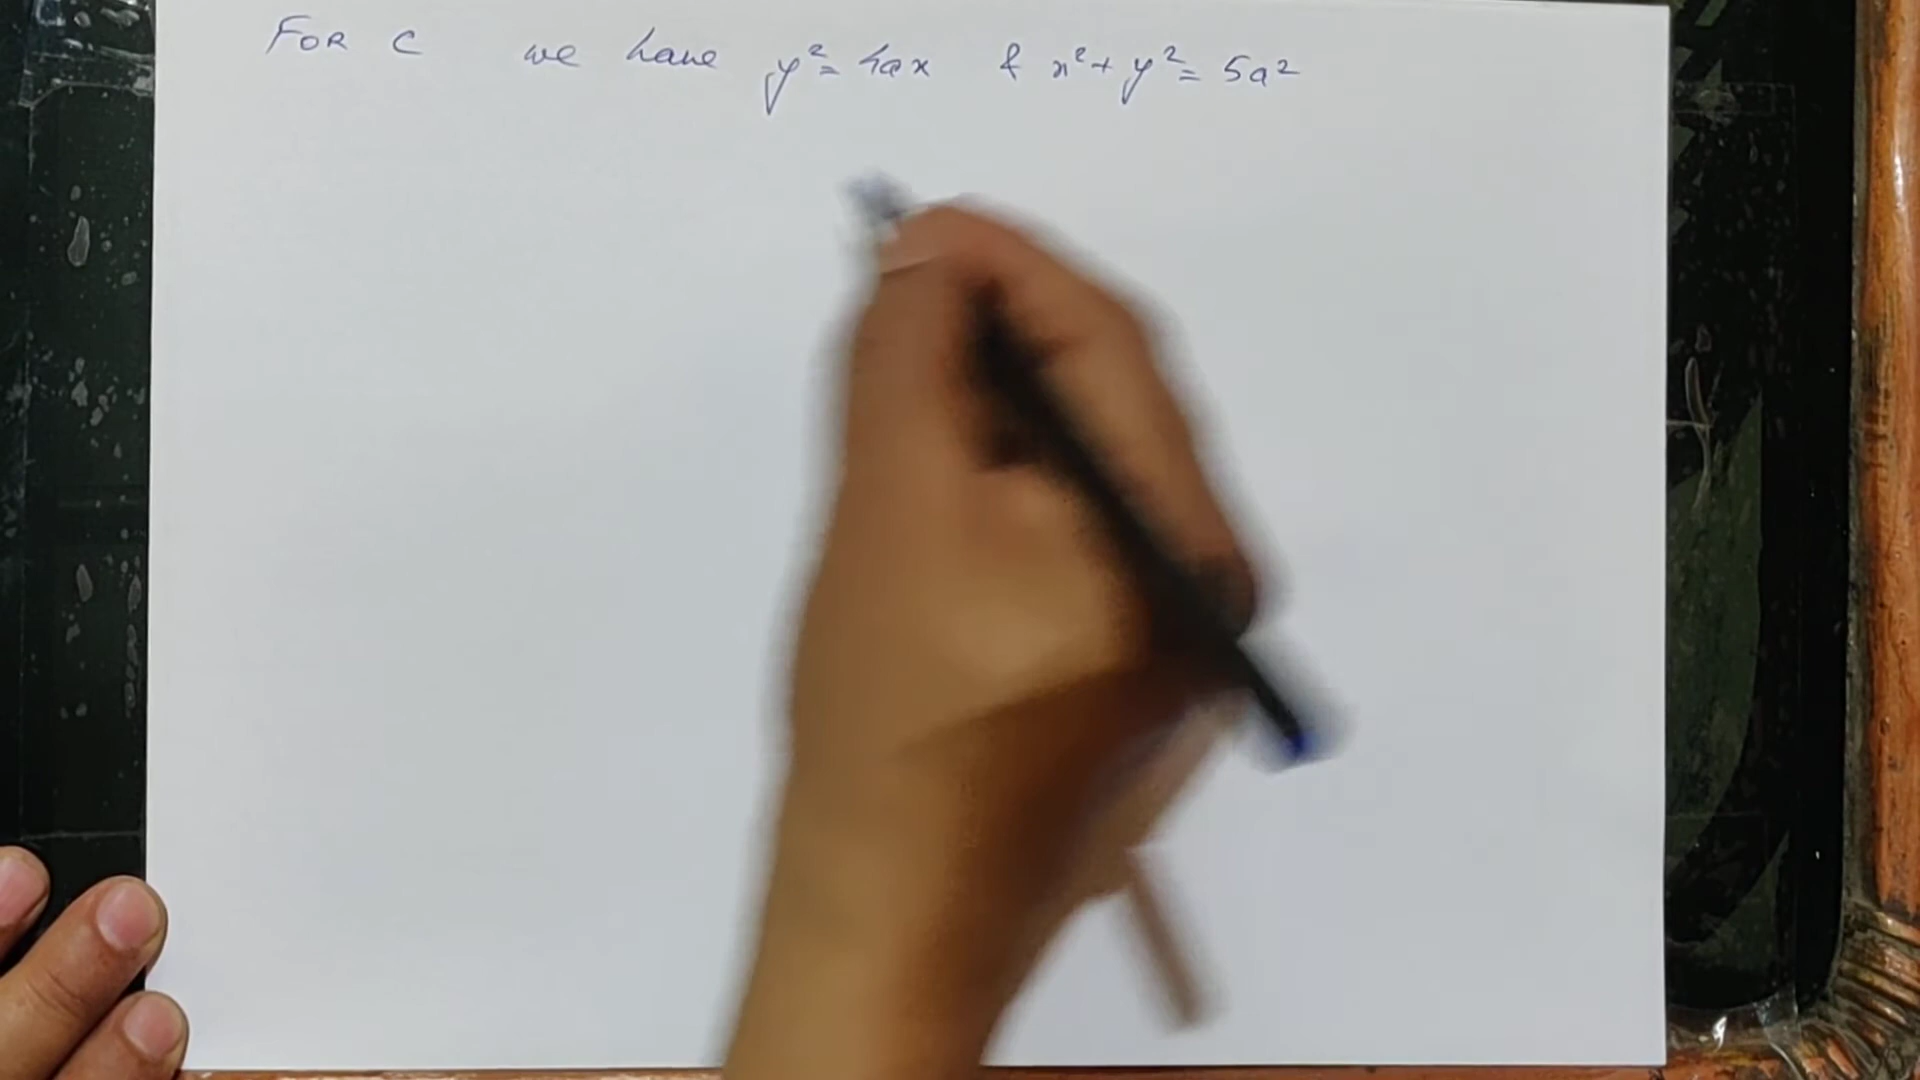 FOR C we have y² = 4ax & x² + y² = 5a²